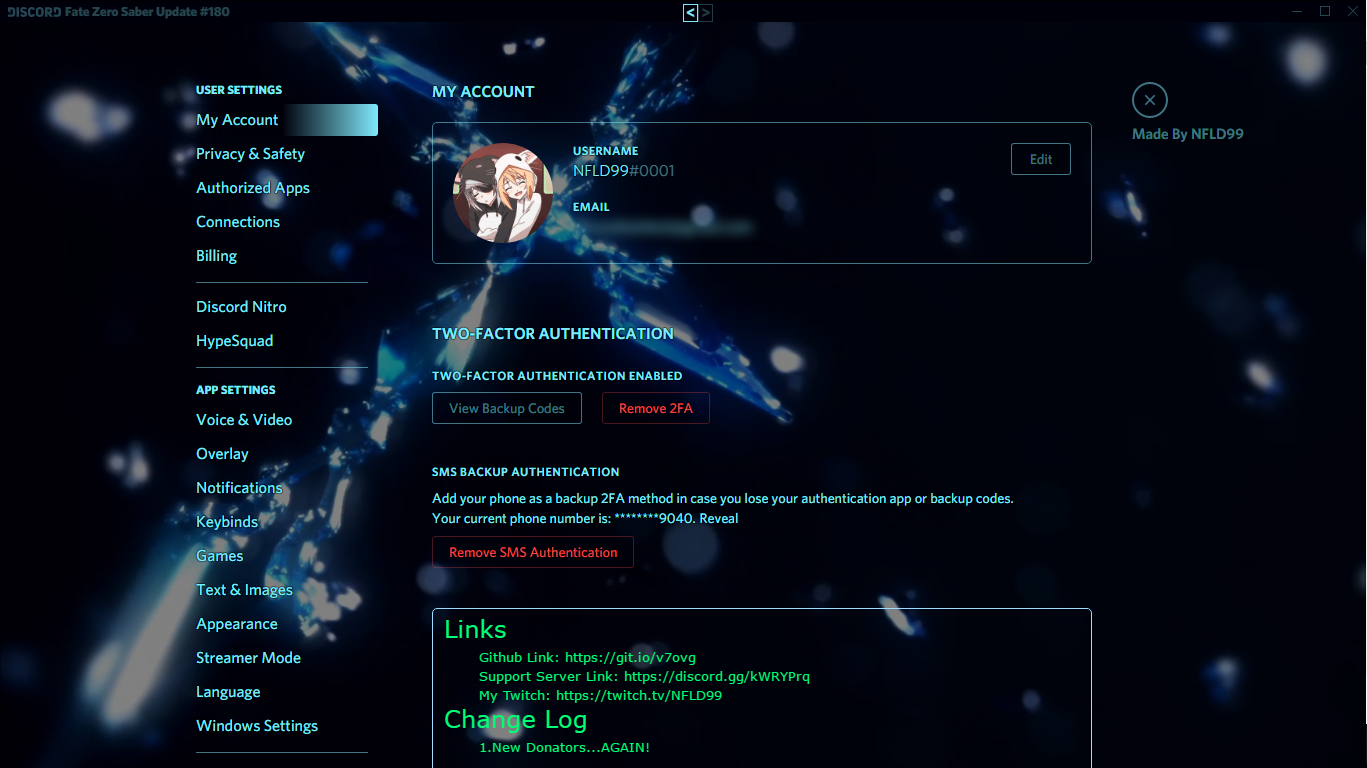 DISCORD Fate Zero Saber Update #180
< >
USER SETTINGS
My Account
Privacy & Safety
Authorized Apps
Connections
Billing
Discord Nitro
HypeSquad
APP SETTINGS
Voice & Video
Overlay
Notifications
Keybinds
Games
Text & Images
Appearance
Streamer Mode
Language
Windows Settings
MY ACCOUNT
USERNAME
NFLD99#0001
Edit
EMAIL
TWO-FACTOR AUTHENTICATION
TWO-FACTOR AUTHENTICATION ENABLED
View Backup Codes
Remove 2FA
SMS BACKUP AUTHENTICATION
Add your phone as a backup 2FA method in case you lose your authentication app or backup codes.
Your current phone number is: ********9040. Reveal
Remove SMS Authentication
Links
Github Link: https://git.io/v7ovg
Support Server Link: https://discord.gg/kWRYPrq
My Twitch: https://twitch.tv/NFLD99
Change Log
1.New Donators...AGAIN!
Made By NFLD99